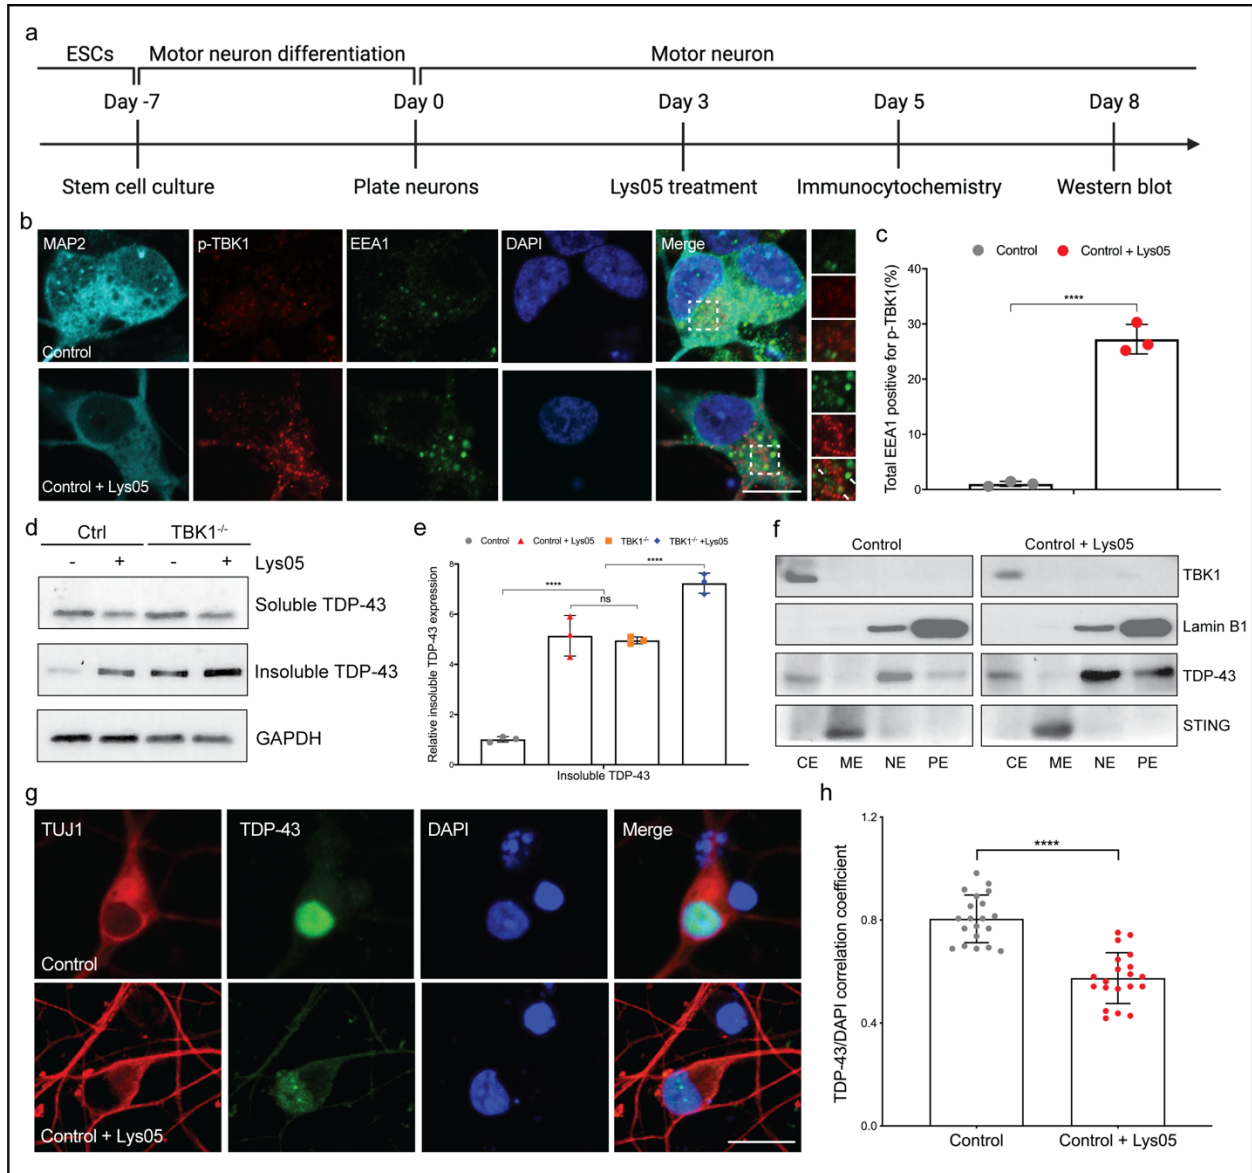 a
ESCs Motor neuron differentiation Motor neuron
Day -7 Day 0 Day 3 Day 5 Day 8
Stem cell culture Plate neurons Lys05 treatment Immunocytochemistry Western blot
b
MAP2 p-TBK1 EEA1 DAPI Merge
Control
Control + Lys05
c
Control Control + Lys05
Total EEA1 positive for p-TBK1(%)
40
30
20
10
0
****
d
Ctrl TBK1-/-
- + - + Lys05
Soluble TDP-43
Insoluble TDP-43
GAPDH
e
Control Control + Lys05 TBK1-/- TBK1-/- +Lys05
Relative insoluble TDP-43 expression
8
6
4
2
0
****
****
ns
Insoluble TDP-43
f
Control Control + Lys05
TBK1
Lamin B1
TDP-43
STING
CE ME NE PE CE ME NE PE
g
TUJ1 TDP-43 DAPI Merge
Control
Control + Lys05
h
TDP-43/DAPI correlation coefficient
1.2
0.8
0.4
0.0
****
Control Control + Lys05